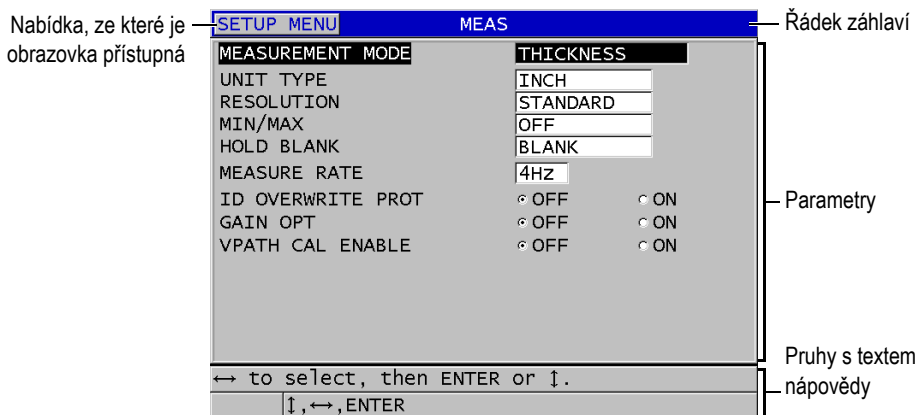 Nabídka, ze které je
obrazovka přístupná
SETUP MENU MEAS
Řádek záhlaví
MEASUREMENT MODE THICKNESS
UNIT TYPE INCH
RESOLUTION STANDARD
MIN/MAX OFF
HOLD BLANK BLANK
MEASURE RATE 4Hz
ID OVERWRITE PROT OFF ON
GAIN OPT OFF ON
VPATH CAL ENABLE OFF ON
Parametry
↔ to select, then ENTER or ↕.
↕,↔,ENTER
Pruhy s textem
nápovědy